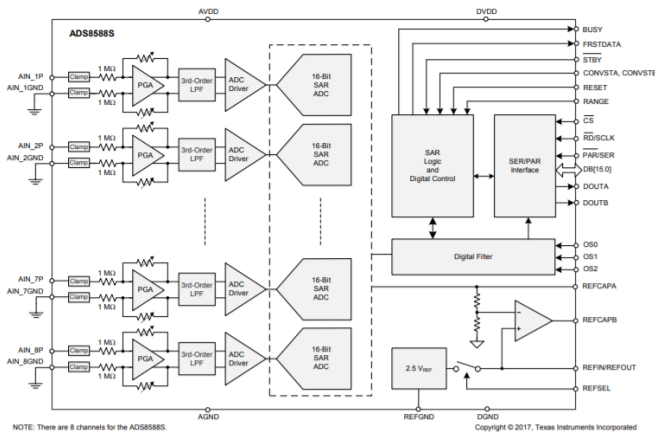 AVDD
DVDD
ADS8588S
BUSY
FRSTDATA
STBY
CONVSTA, CONVSTB
RESET
RANGE
AIN_1P
Clamp
1 MΩ
PGA
3rd-Order
LPF
ADC
Driver
16-Bit
SAR
ADC
AIN_1GND
Clamp
1 MΩ
AIN_2P
Clamp
1 MΩ
PGA
3rd-Order
LPF
ADC
Driver
16-Bit
SAR
ADC
AIN_2GND
Clamp
1 MΩ
SAR
Logic
and
Digital Control
SER/PAR
Interface
CS
RD/SCLK
PAR/SER
DB[15:0]
DOUTA
DOUTB
Digital Filter
OS0
OS1
OS2
AIN_7P
Clamp
1 MΩ
PGA
3rd-Order
LPF
ADC
Driver
16-Bit
SAR
ADC
AIN_7GND
Clamp
1 MΩ
REFCAPA
REFCAPB
AIN_8P
Clamp
1 MΩ
PGA
3rd-Order
LPF
ADC
Driver
16-Bit
SAR
ADC
AIN_8GND
Clamp
1 MΩ
2.5 VREF
REFIN/REFOUT
REFSEL
AGND
REFGND
DGND
NOTE: There are 8 channels for the ADS8588S.
Copyright © 2017, Texas Instruments Incorporated